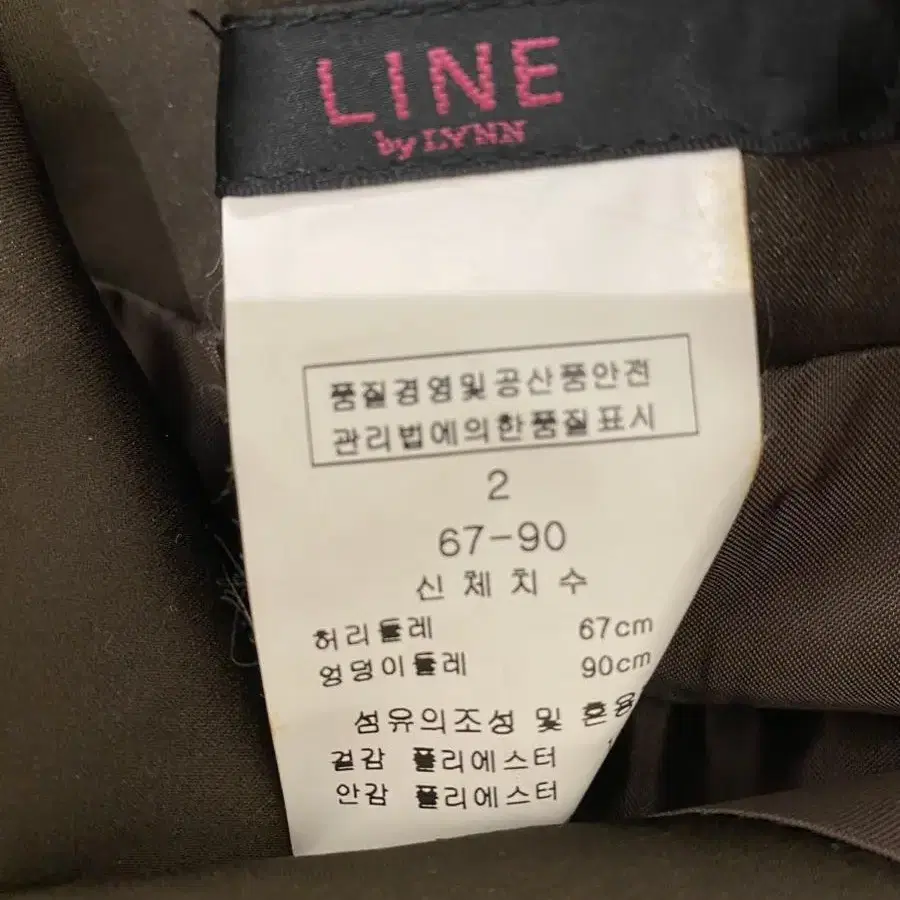 LINE
by LYNN
품질경영및공산품안전
관리법에의한품질표시
2
67-90
신체치수
허리둘레 67cm
엉덩이둘레 90cm
섬유의조성 및 혼용
겉감 폴리에스터
안감 폴리에스터